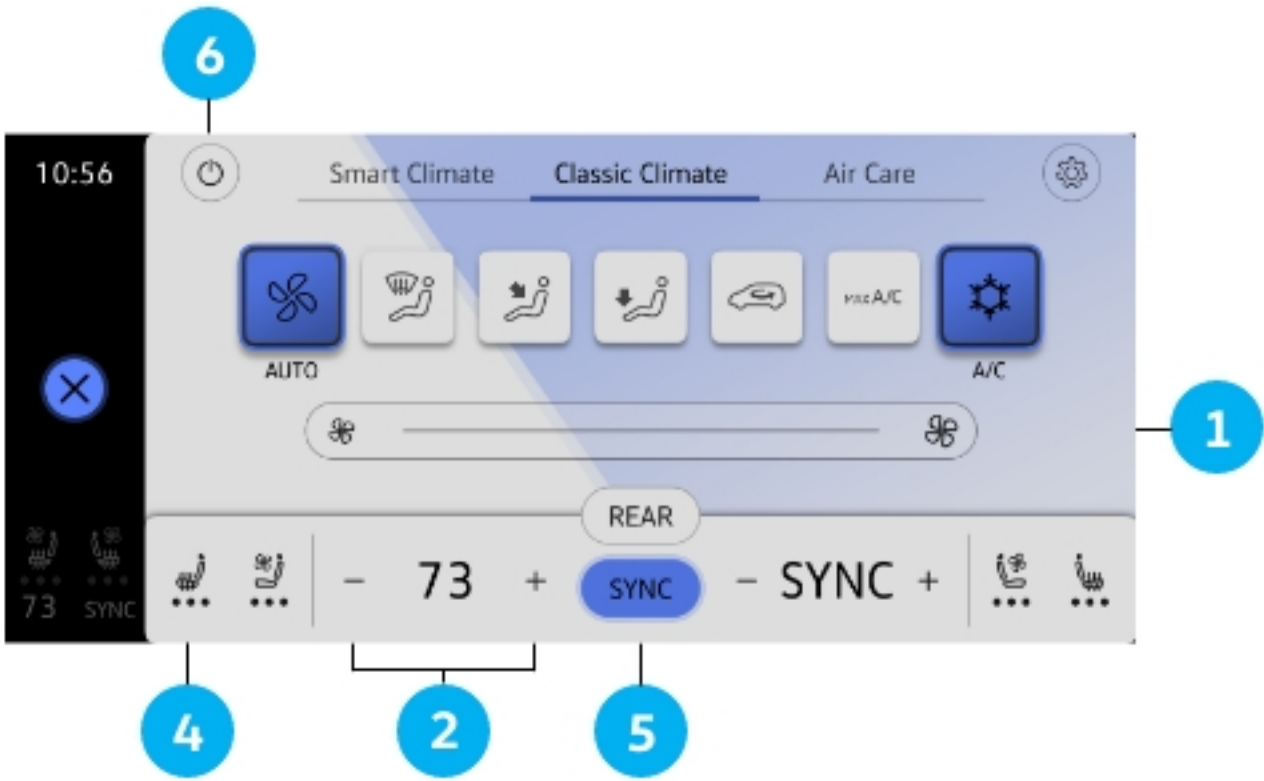 6
10:56
Smart Climate Classic Climate Air Care
MAX A/C
AUTO A/C
1
REAR
73 SYNC SYNC
73 SYNC
4 2 5